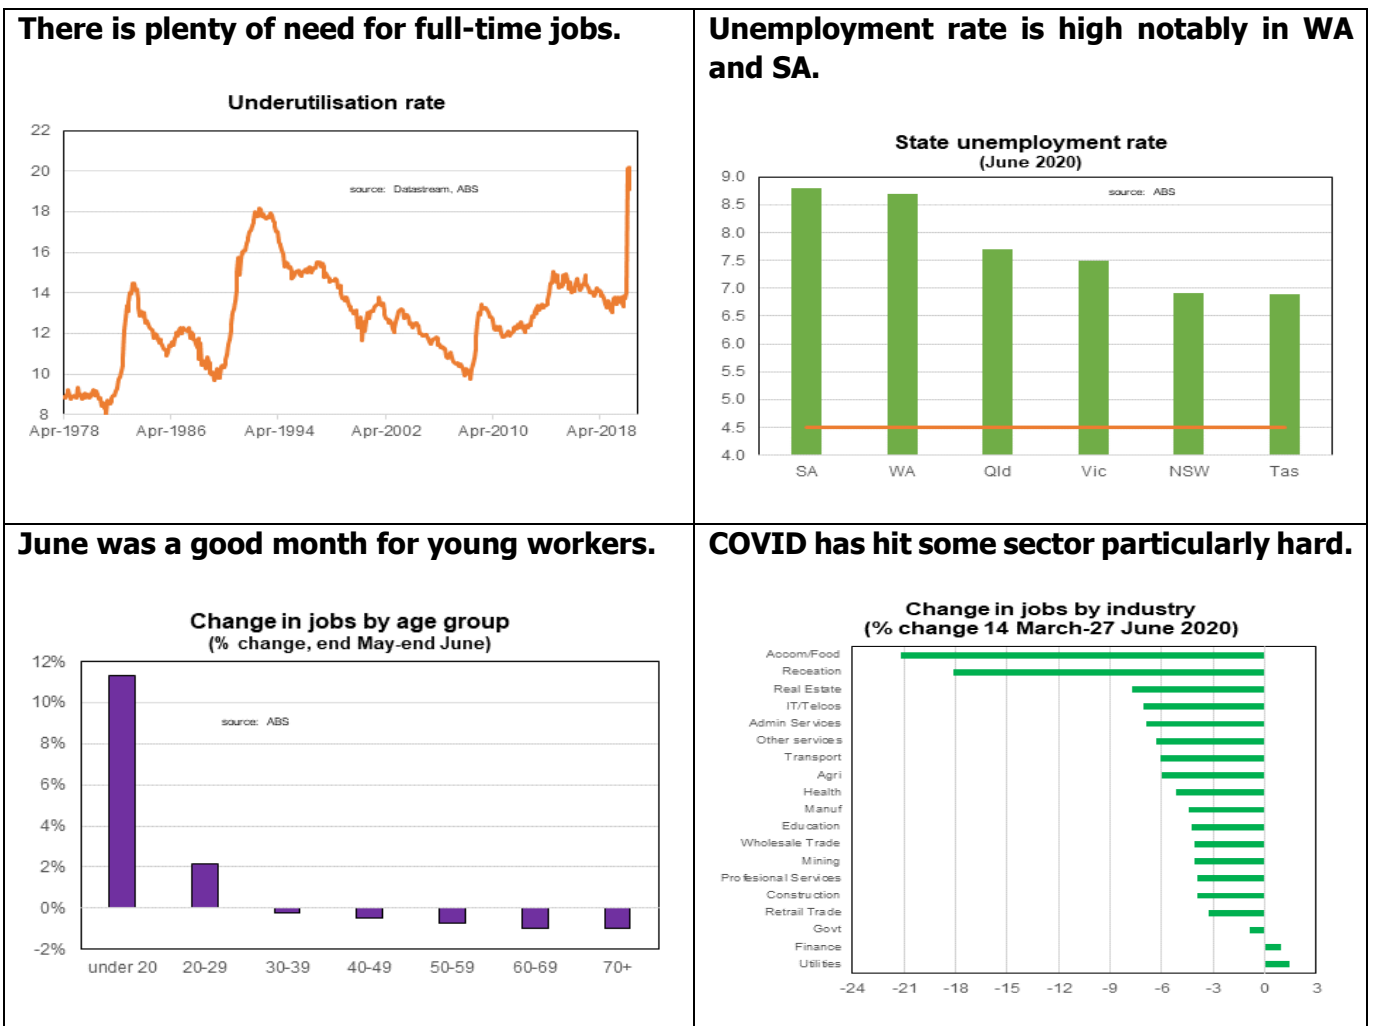 There is plenty of need for full-time jobs.
Underutilisation rate
22
20
source: Datastream, ABS
18
16
14
12
10
8
Apr-1978 Apr-1986 Apr-1994 Apr-2002 Apr-2010 Apr-2018
Unemployment rate is high notably in WA
and SA.
State unemployment rate
(June 2020)
9.0
source: ABS
8.5
8.0
7.5
7.0
6.5
6.0
5.5
5.0
4.5
4.0
SA WA Qld Vic NSW Tas
June was a good month for young workers.
Change in jobs by age group
(% change, end May-end June)
12%
10%
source: ABS
8%
6%
4%
2%
0%
-2%
under 20 20-29 30-39 40-49 50-59 60-69 70+
COVID has hit some sector particularly hard.
Change in jobs by industry
(% change 14 March-27 June 2020)
Accom/Food
Receation
Real Estate
IT/Telcos
Admin Services
Other services
Transport
Agri
Health
Manuf
Education
Wholesale Trade
Mining
Profesional Services
Construction
Retrail Trade
Govt
Finance
Utilities
-24 -21 -18 -15 -12 -9 -6 -3 0 3